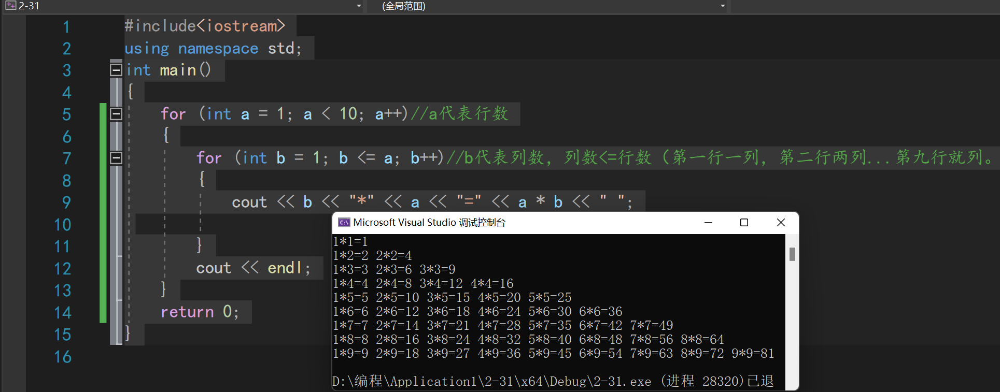 2-31 (全局范围)
1 #include<iostream>
2 using namespace std;
3 int main()
4 {
5 for (int a = 1; a < 10; a++)//a代表行数
6 {
7 for (int b = 1; b <= a; b++)//b代表列数，列数<=行数（第一行一列，第二行两列...第九行就列。
8 {
9 cout << b << "*" << a << "=" << a * b << " ";
10
11 }
12 cout << endl;
13 }
14 return 0;
15 }
16
Microsoft Visual Studio 调试控制台
1*1=1
1*2=2 2*2=4
1*3=3 2*3=6 3*3=9
1*4=4 2*4=8 3*4=12 4*4=16
1*5=5 2*5=10 3*5=15 4*5=20 5*5=25
1*6=6 2*6=12 3*6=18 4*6=24 5*6=30 6*6=36
1*7=7 2*7=14 3*7=21 4*7=28 5*7=35 6*7=42 7*7=49
1*8=8 2*8=16 3*8=24 4*8=32 5*8=40 6*8=48 7*8=56 8*8=64
1*9=9 2*9=18 3*9=27 4*9=36 5*9=45 6*9=54 7*9=63 8*9=72 9*9=81
D:\编程\Application1\2-31\x64\Debug\2-31.exe (进程 28320)已退